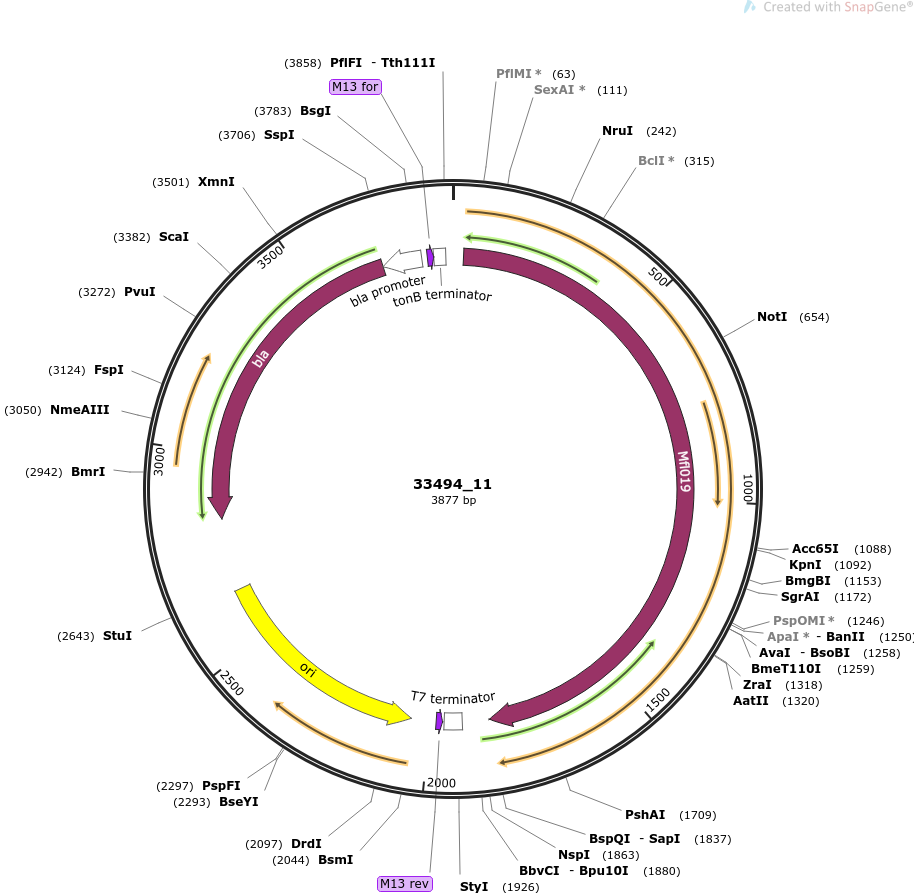 Created with SnapGene®
(3858) PflFI - Tth111I
M13 for
(3783) BsgI
(3706) SspI
(3501) XmnI
(3382) ScaI
(3272) PvuI
(3124) FspI
(3050) NmeAIII
(2942) BmrI
(2643) StuI
(2297) PspFI
(2293) BseYI
(2097) DrdI
(2044) BsmI
M13 rev
PflMI * (63)
SexAI * (111)
NruI (242)
BclI * (315)
NotI (654)
Acc65I (1088)
KpnI (1092)
BmgBI (1153)
SgrAI (1172)
PspOMI * (1246)
ApaI * - BanII (1250)
AvaI - BsoBI (1258)
BmeT110I (1259)
ZraI (1318)
AatII (1320)
PshAI (1709)
BspQI - SapI (1837)
NspI (1863)
BbvCI - Bpu10I (1880)
StyI (1926)
500
1000
1500
2000
2500
3000
3500
bla promoter
tonB terminator
bla
Mfl019
ori
T7 terminator
33494_11
3877 bp